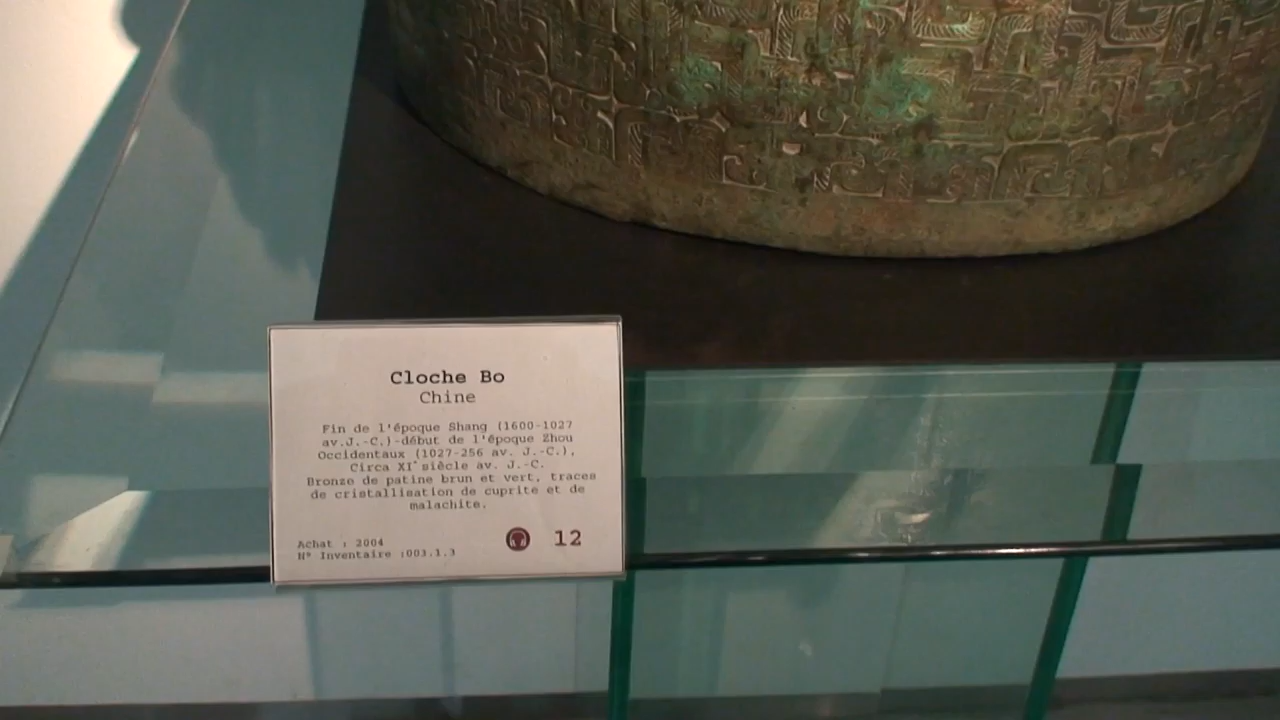 Cloche Bo
Chine
Fin de l'époque Shang (1600-1027
av.J.-C.)-début de l'époque Zhou
Occidentaux (1027-256 av. J.-C.),
Circa XI° siècle av. J.-C.
Bronze de patine brun et vert, traces
de cristallisation de cuprite et de
malachite.
Achat : 2004
N° Inventaire :003.1.3
12